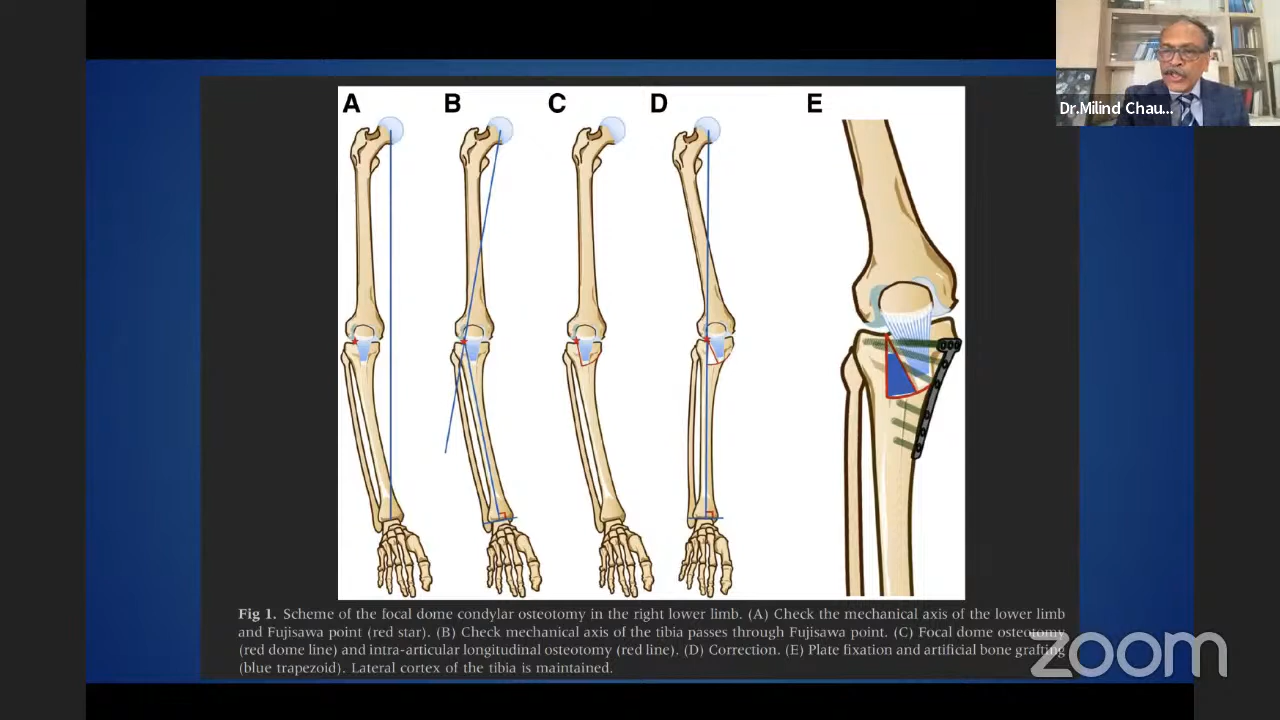 A B C D E
Dr.Milind Chau...
Fig 1. Scheme of the focal dome condylar osteotomy in the right lower limb. (A) Check the mechanical axis of the lower limb
and Fujisawa point (red star). (B) Check mechanical axis of the tibia passes through Fujisawa point. (C) Focal dome osteotomy
(red dome line) and intra-articular longitudinal osteotomy (red line). (D) Correction. (E) Plate fixation and artificial bone grafting
(blue trapezoid). Lateral cortex of the tibia is maintained.
zoom